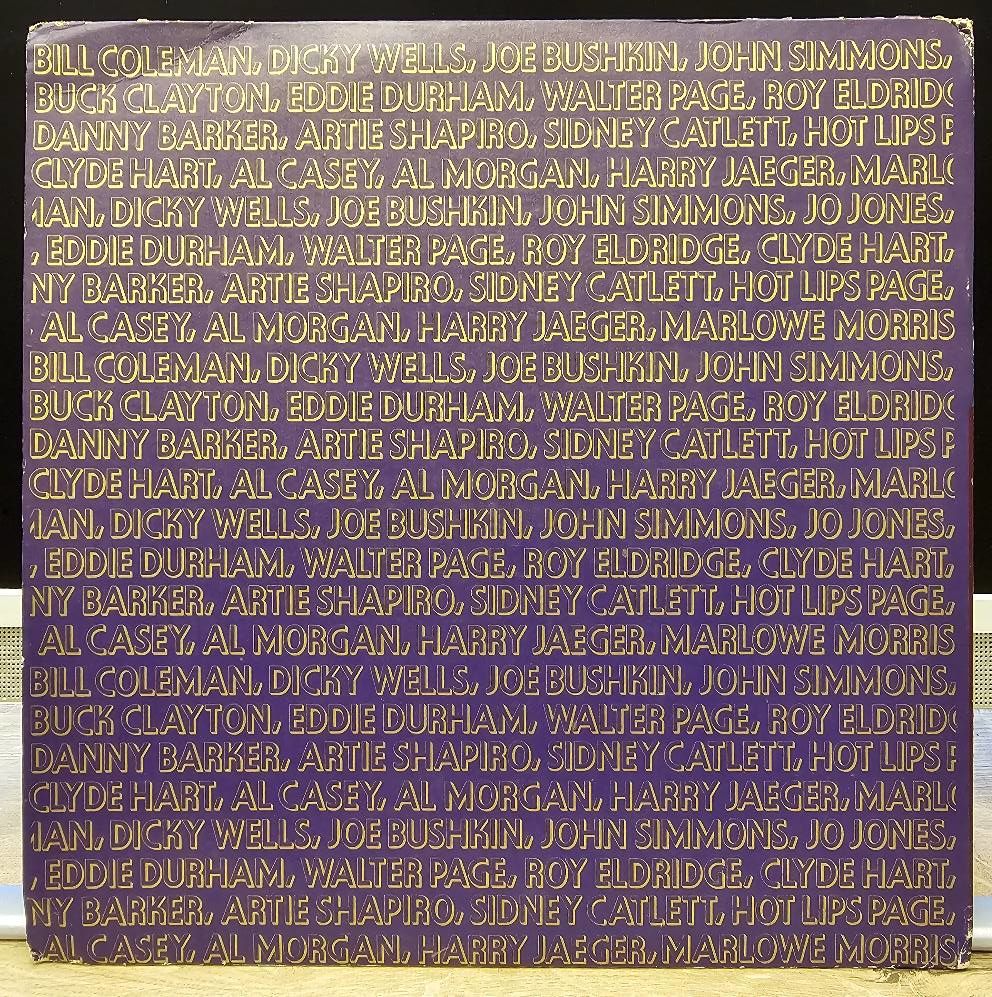 BILL COLEMAN, DICKY WELLS, JOE BUSHKIN, JOHN SIMMONS,
BUCK CLAYTON, EDDIE DURHAM, WALTER PAGE, ROY ELDRIDG
DANNY BARKER, ARTIE SHAPIRO, SIDNEY CATLETT, HOT LIPS P
CLYDE HART, AL CASEY, AL MORGAN, HARRY JAEGER, MARLO
MAN, DICKY WELLS, JOE BUSHKIN, JOHN SIMMONS, JO JONES,
, EDDIE DURHAM, WALTER PAGE, ROY ELDRIDGE, CLYDE HART,
NY BARKER, ARTIE SHAPIRO, SIDNEY CATLETT, HOT LIPS PAGE,
, AL CASEY, AL MORGAN, HARRY JAEGER, MARLOWE MORRIS
BILL COLEMAN, DICKY WELLS, JOE BUSHKIN, JOHN SIMMONS,
BUCK CLAYTON, EDDIE DURHAM, WALTER PAGE, ROY ELDRIDG
DANNY BARKER, ARTIE SHAPIRO, SIDNEY CATLETT, HOT LIPS P
CLYDE HART, AL CASEY, AL MORGAN, HARRY JAEGER, MARLO
MAN, DICKY WELLS, JOE BUSHKIN, JOHN SIMMONS, JO JONES,
, EDDIE DURHAM, WALTER PAGE, ROY ELDRIDGE, CLYDE HART,
NY BARKER, ARTIE SHAPIRO, SIDNEY CATLETT, HOT LIPS PAGE,
AL CASEY, AL MORGAN, HARRY JAEGER, MARLOWE MORRIS
BILL COLEMAN, DICKY WELLS, JOE BUSHKIN, JOHN SIMMONS,
BUCK CLAYTON, EDDIE DURHAM, WALTER PAGE, ROY ELDRIDG
DANNY BARKER, ARTIE SHAPIRO, SIDNEY CATLETT, HOT LIPS P
CLYDE HART, AL CASEY, AL MORGAN, HARRY JAEGER, MARLO
MAN, DICKY WELLS, JOE BUSHKIN, JOHN SIMMONS, JO JONES,
, EDDIE DURHAM, WALTER PAGE, ROY ELDRIDGE, CLYDE HART,
NY BARKER, ARTIE SHAPIRO, SIDNEY CATLETT, HOT LIPS PAGE,
AL CASEY, AL MORGAN, HARRY JAEGER, MARLOWE MORRIS